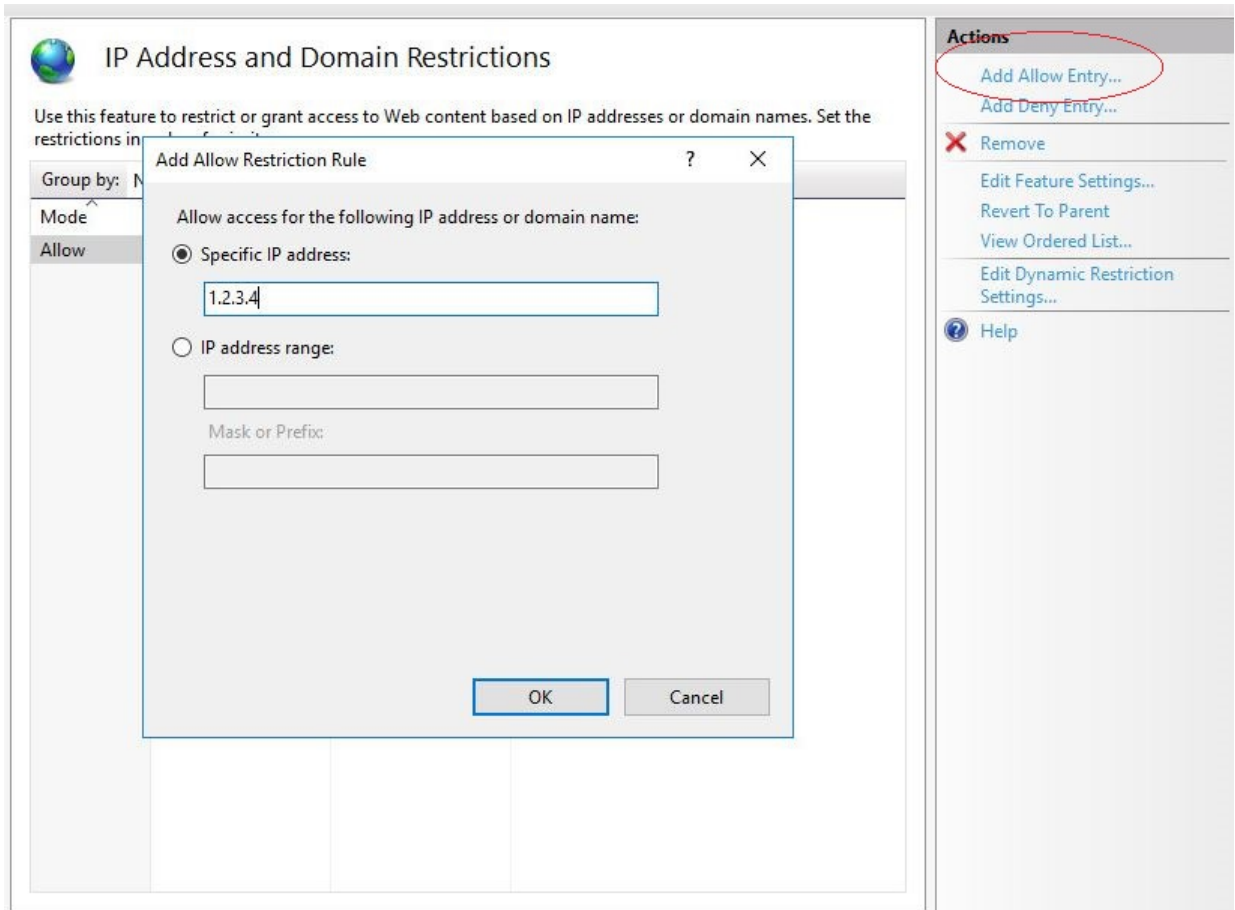 IP Address and Domain Restrictions
Use this feature to restrict or grant access to Web content based on IP addresses or domain names. Set the
restrictions in
Group by:
Mode
Allow
Add Allow Restriction Rule
?
Allow access for the following IP address or domain name:
Specific IP address:
1.2.3.4
IP address range:
Mask or Prefix:
OK
Cancel
Actions
Add Allow Entry...
Add Deny Entry...
Remove
Edit Feature Settings...
Revert To Parent
View Ordered List...
Edit Dynamic Restriction
Settings...
Help